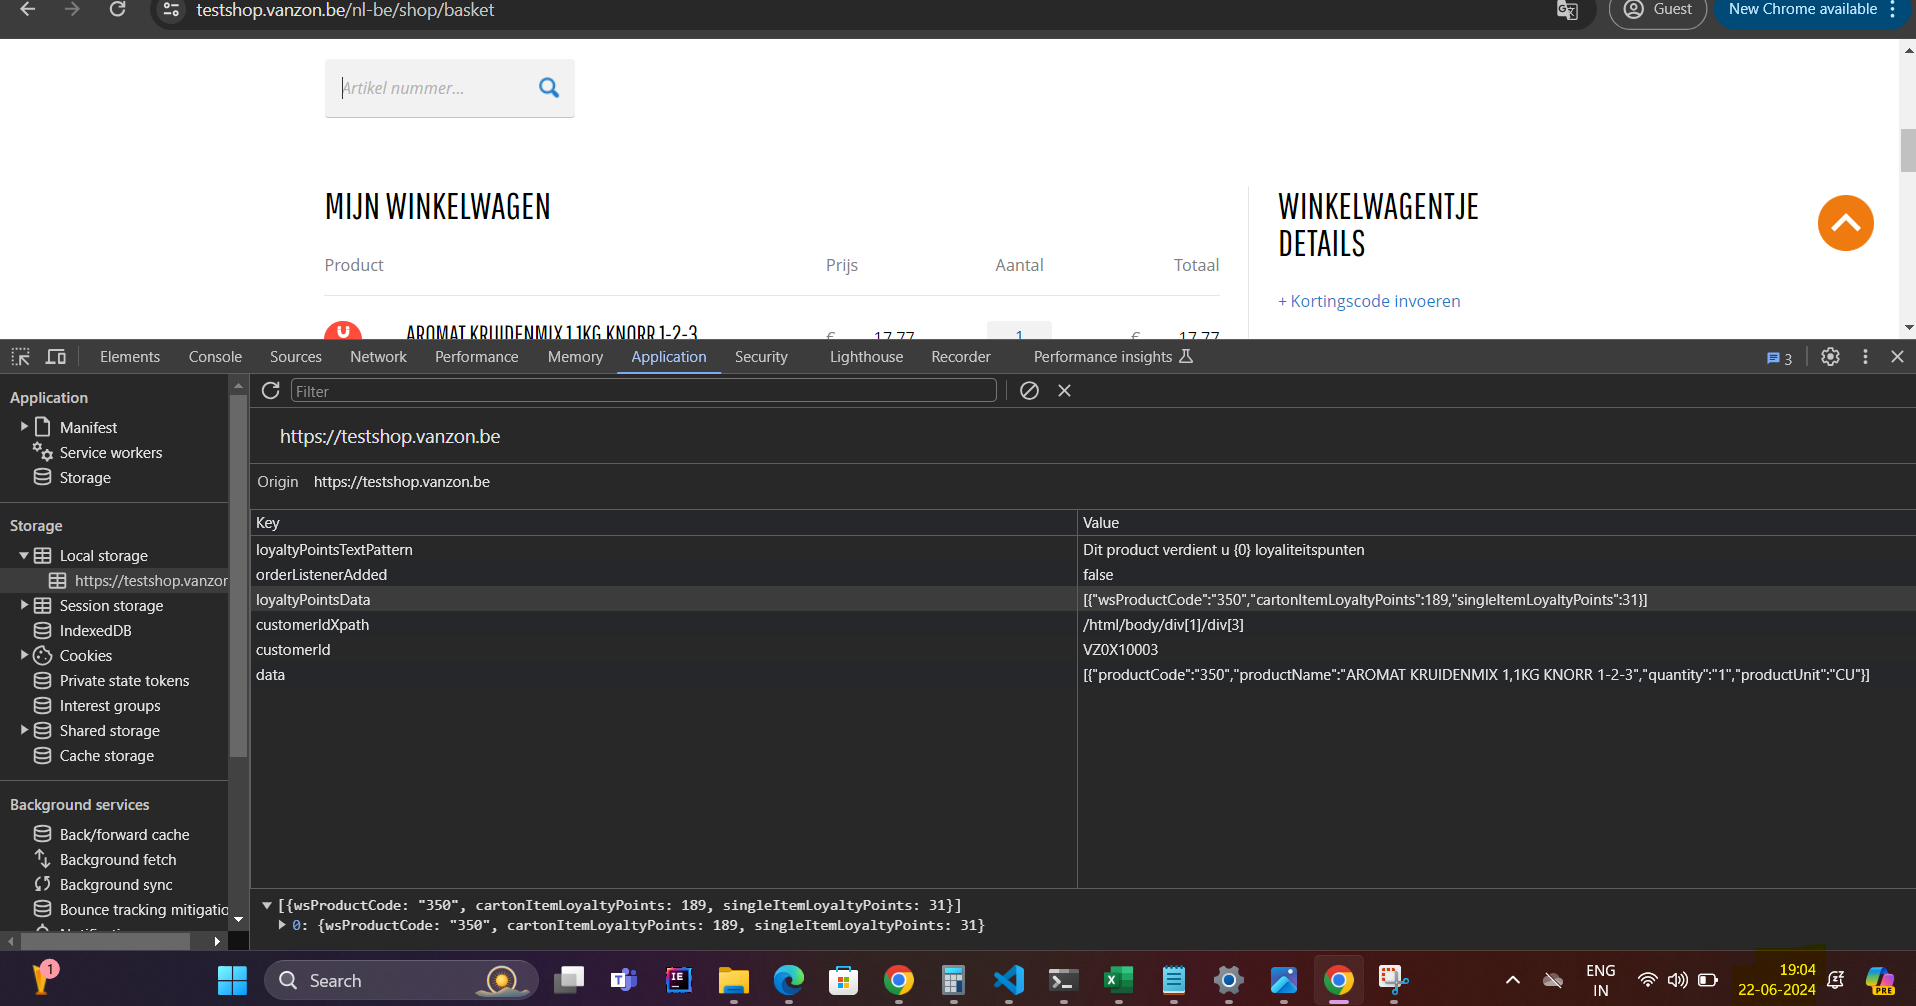 testshop.vanzon.be/nl-be/shop/basket
Guest
New Chrome available
Artikel nummer...
MIJN WINKELWAGEN
WINKELWAGENTJE
DETAILS
Product Prijs Aantal Totaal
+ Kortingscode invoeren
AROMAT KRUIDENMIX 1,1KG KNORR 1-2-3 € 17,77 1 € 17,77
Elements Console Sources Network Performance Memory Application Security Lighthouse Recorder Performance insights 3
Application
Manifest
Service workers
Storage
Storage
Local storage
https://testshop.vanzon
Session storage
IndexedDB
Cookies
Private state tokens
Interest groups
Shared storage
Cache storage
Background services
Back/forward cache
Background fetch
Background sync
Bounce tracking mitigatio
Filter
https://testshop.vanzon.be
Origin https://testshop.vanzon.be
Key Value
loyaltyPointsTextPattern Dit product verdient u {0} loyaliteitspunten
orderListenerAdded false
loyaltyPointsData [{"wsProductCode":"350","cartonItemLoyaltyPoints":189,"singleItemLoyaltyPoints":31}]
customerIdXpath /html/body/div[1]/div[3]
customerId VZ0X10003
data [{"productCode":"350","productName":"AROMAT KRUIDENMIX 1,1KG KNORR 1-2-3","quantity":"1","productUnit":"CU"}]
[{wsProductCode: "350", cartonItemLoyaltyPoints: 189, singleItemLoyaltyPoints: 31}]
0: {wsProductCode: "350", cartonItemLoyaltyPoints: 189, singleItemLoyaltyPoints: 31}
1
Search
ENG
IN
19:04
22-06-2024
PRE